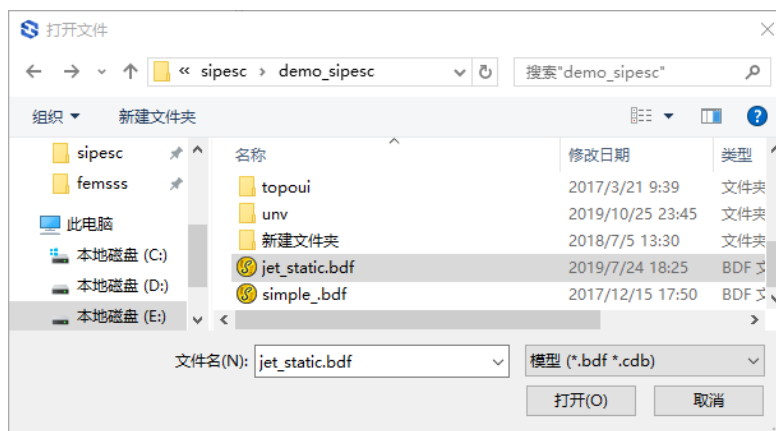 打开文件
« sipesc › demo_sipesc
搜索"demo_sipesc"
组织 新建文件夹
sipesc
femsss
此电脑
本地磁盘 (C:)
本地磁盘 (D:)
本地磁盘 (E:)
名称 修改日期 类型
topoui 2017/3/21 9:39 文件夹
unv 2019/10/25 23:45 文件夹
新建文件夹 2018/7/5 13:30 文件夹
jet_static.bdf 2019/7/24 18:25 BDF 文
simple_.bdf 2017/12/15 17:50 BDF 文
文件名(N): jet_static.bdf 模型 (*.bdf *.cdb)
打开(O) 取消